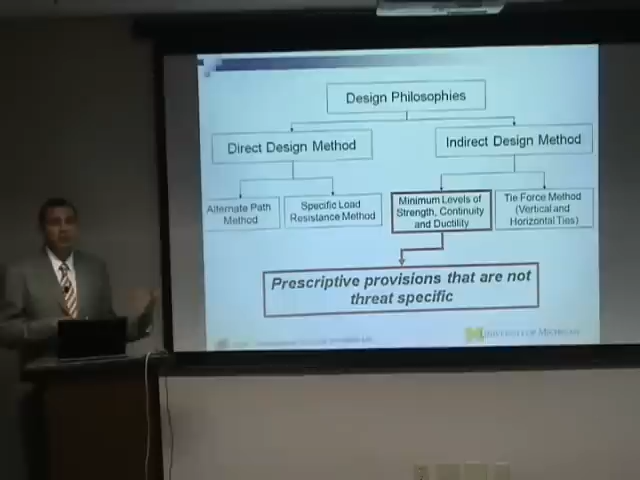 Design Philosophies
Direct Design Method
Indirect Design Method
Alternate Path
Method
Specific Load
Resistance Method
Minimum Levels of
Strength, Continuity
and Ductility
Tie Force Method
(Vertical and
Horizontal Ties)
Prescriptive provisions that are not
threat specific
UNIVERSITY OF MICHIGAN